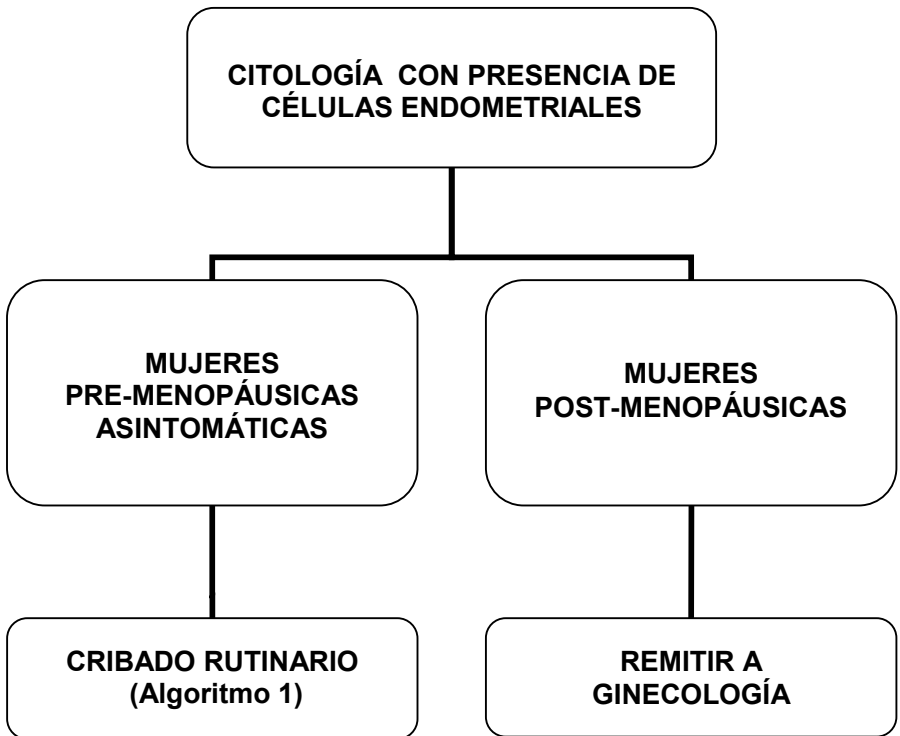 CITOLOGÍA CON PRESENCIA DE
CÉLULAS ENDOMETRIALES
MUJERES
PRE-MENOPÁUSICAS
ASINTOMÁTICAS
MUJERES
POST-MENOPÁUSICAS
CRIBADO RUTINARIO
(Algoritmo 1)
REMITIR A
GINECOLOGÍA